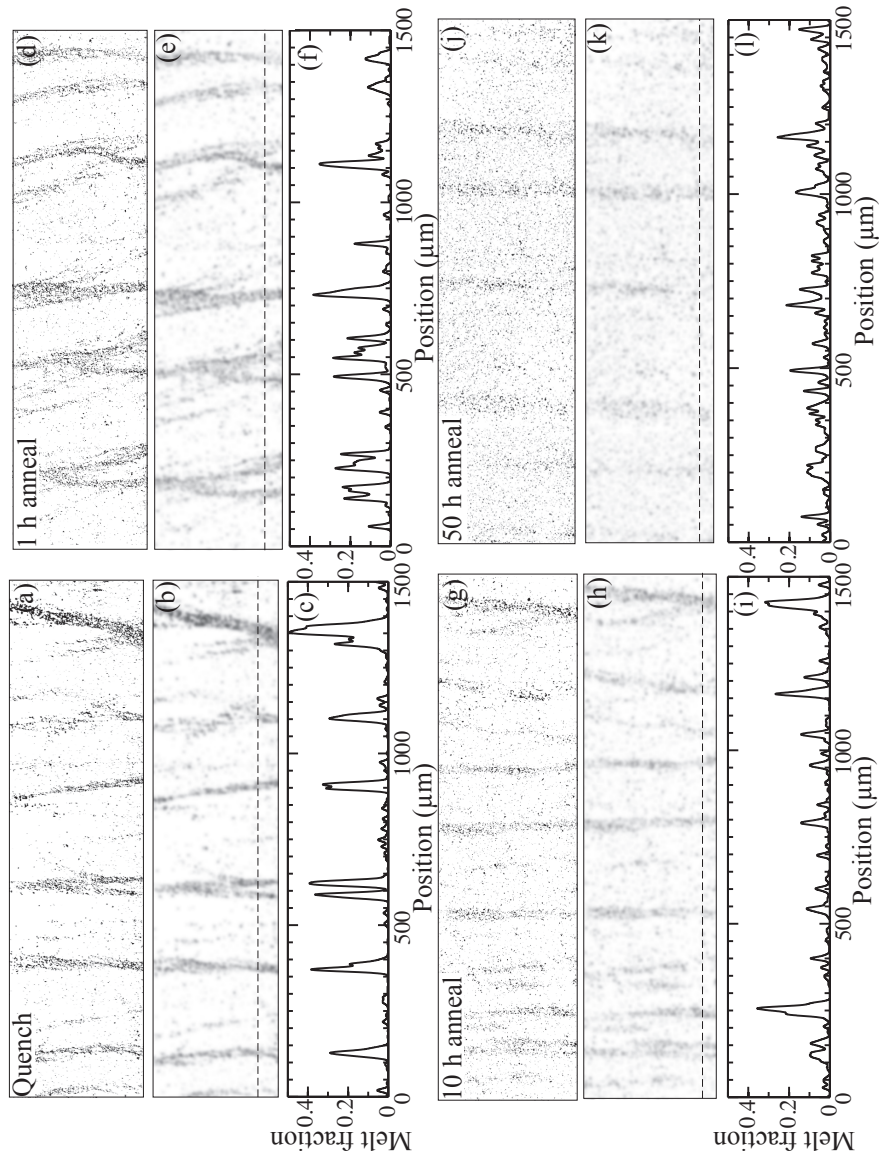 Quench
(a)
(b)
(c)
Melt fraction
0.4
0.2
0
0
500
1000
1500
Position (µm)
1 h anneal
(d)
(e)
(f)
0.4
0.2
0
0
500
1000
1500
Position (µm)
10 h anneal
(g)
(h)
(i)
Melt fraction
0.4
0.2
0
0
500
1000
1500
Position (µm)
50 h anneal
(j)
(k)
(l)
0.4
0.2
0
0
500
1000
1500
Position (µm)